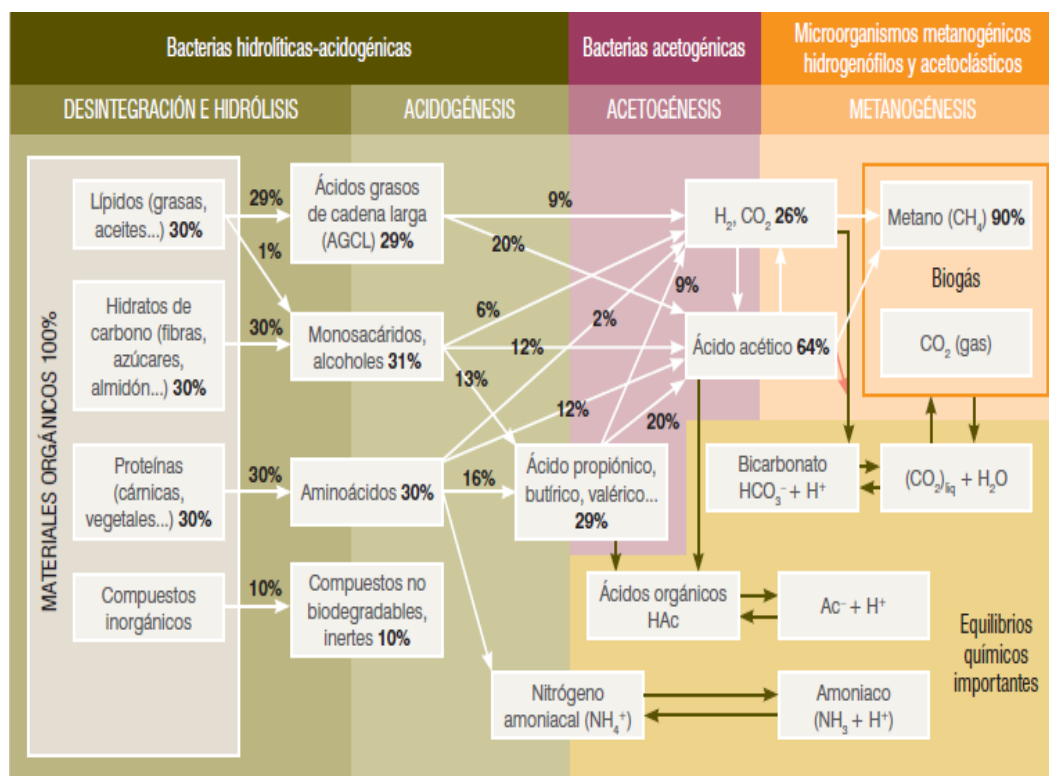 Bacterias hidrolíticas-acidogénicas
Bacterias acetogénicas
Microorganismos metanogénicos
hidrogenófilos y acetoclásticos
DESINTEGRACIÓN E HIDRÓLISIS
ACIDOGÉNESIS
ACETOGÉNESIS
METANOGÉNESIS
MATERIALES ORGÁNICOS 100%
Lípidos (grasas,
aceites...) 30%
29%
1%
Ácidos grasos
de cadena larga
(AGCL) 29%
9%
20%
H₂, CO₂ 26%
Metano (CH₄) 90%
Biogás
CO₂ (gas)
Hidratos de
carbono (fibras,
azúcares,
almidón...) 30%
30%
Monosacáridos,
alcoholes 31%
6%
2%
9%
12%
13%
12%
20%
Ácido acético 64%
Proteínas
(cárnicas,
vegetales...) 30%
30%
Aminoácidos 30%
16%
Ácido propiónico,
butírico, valérico...
29%
Bicarbonato
HCO₃⁻ + H⁺
(CO₂)liq + H₂O
Compuestos
inorgánicos
10%
Compuestos no
biodegradables,
inertes 10%
Ácidos orgánicos
HAc
Ac⁻ + H⁺
Equilibrios
químicos
importantes
Nitrógeno
amoniacal (NH₄⁺)
Amoniaco
(NH₃ + H⁺)